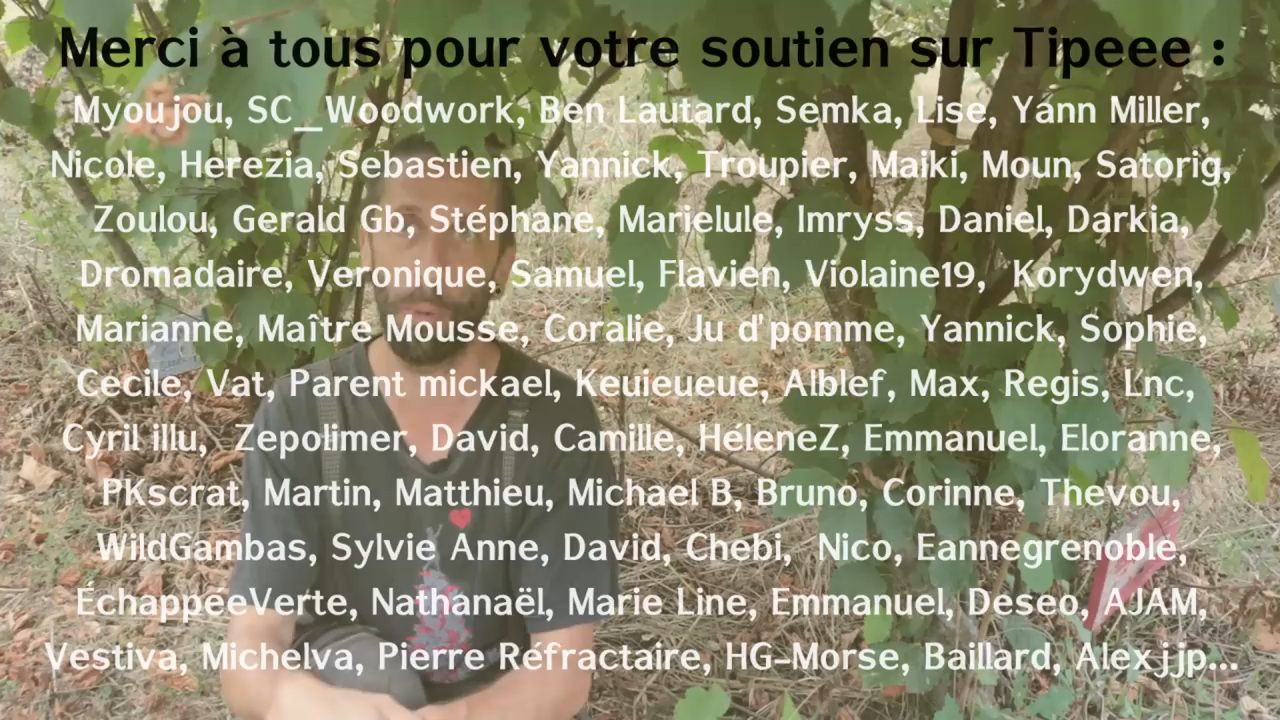 Merci à tous pour votre soutien sur Tipeee :
Myoujou, SC_Woodwork, Ben Lautard, Semka, Lise, Yann Miller,
Nicole, Herezia, Sebastien, Yannick, Troupier, Maiki, Moun, Satorig,
Zoulou, Gerald Gb, Stéphane, Marielule, Imryss, Daniel, Darkia,
Dromadaire, Veronique, Samuel, Flavien, Violaine19, Korydwen,
Marianne, Maître Mousse, Coralie, Ju d'pomme, Yannick, Sophie,
Cecile, Vat, Parent mickael, Keuieueue, Alblef, Max, Regis, Lnc,
Cyril illu, Zepolimer, David, Camille, HéleneZ, Emmanuel, Eloranne,
PKscrat, Martin, Matthieu, Michael B, Bruno, Corinne, Thevou,
WildGambas, Sylvie Anne, David, Chebi, Nico, Eannegrenoble,
ÉchappéeVerte, Nathanaël, Marie Line, Emmanuel, Deseo, AJAM,
Vestiva, Michelva, Pierre Réfractaire, HG-Morse, Baillard, Alexjjp...